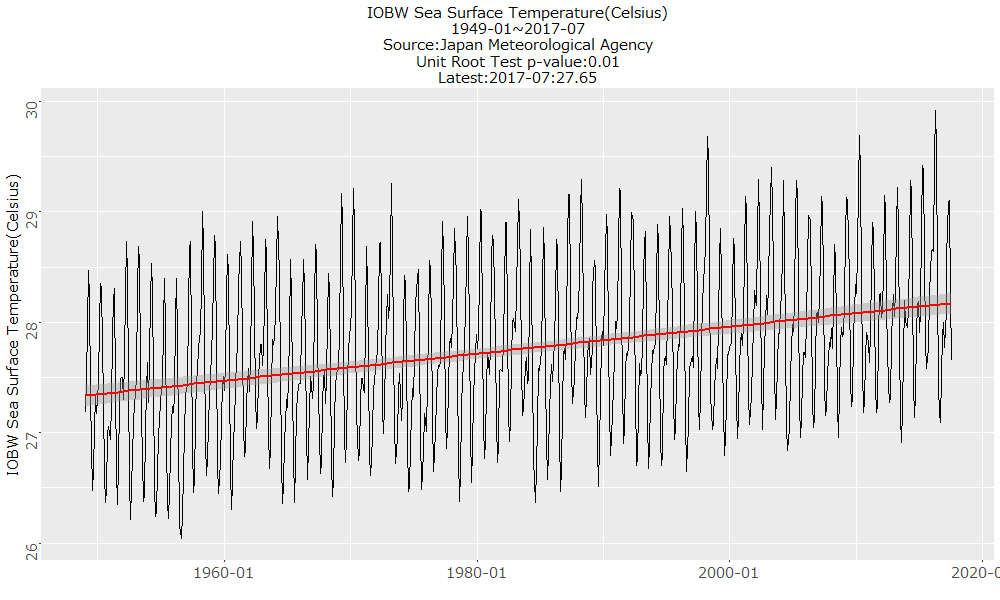 IOBW Sea Surface Temperature(Celsius)
1949-01~2017-07
Source:Japan Meteorological Agency
Unit Root Test p-value:0.01
Latest:2017-07:27.65
IOBW Sea Surface Temperature(Celsius)
30
29
28
27
26
1960-01
1980-01
2000-01
2020-0